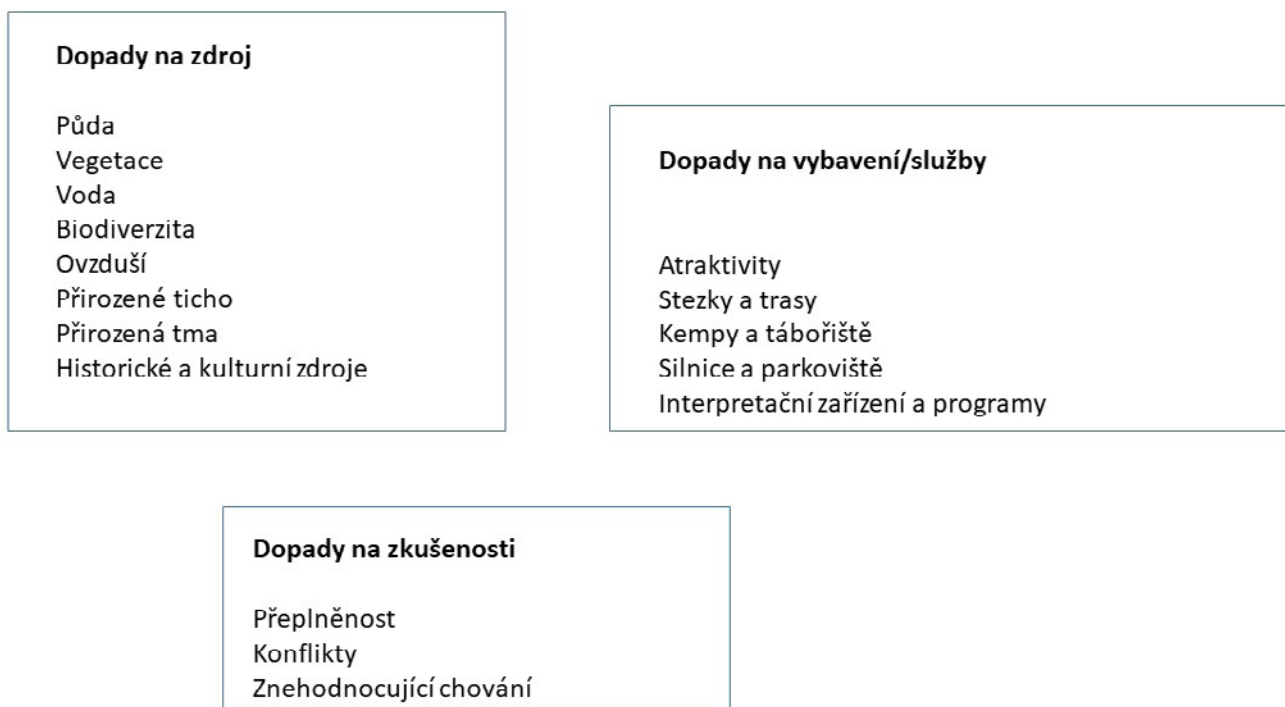 Dopady na zdroj
Půda
Vegetace
Voda
Biodiverzita
Ovzduší
Přirozené ticho
Přirozená tma
Historické a kulturní zdroje
Dopady na vybavení/služby
Atraktivity
Stezky a trasy
Kempy a tábořiště
Silnice a parkoviště
Interpretační zařízení a programy
Dopady na zkušenosti
Přeplněnost
Konflikty
Znehodnocující chování